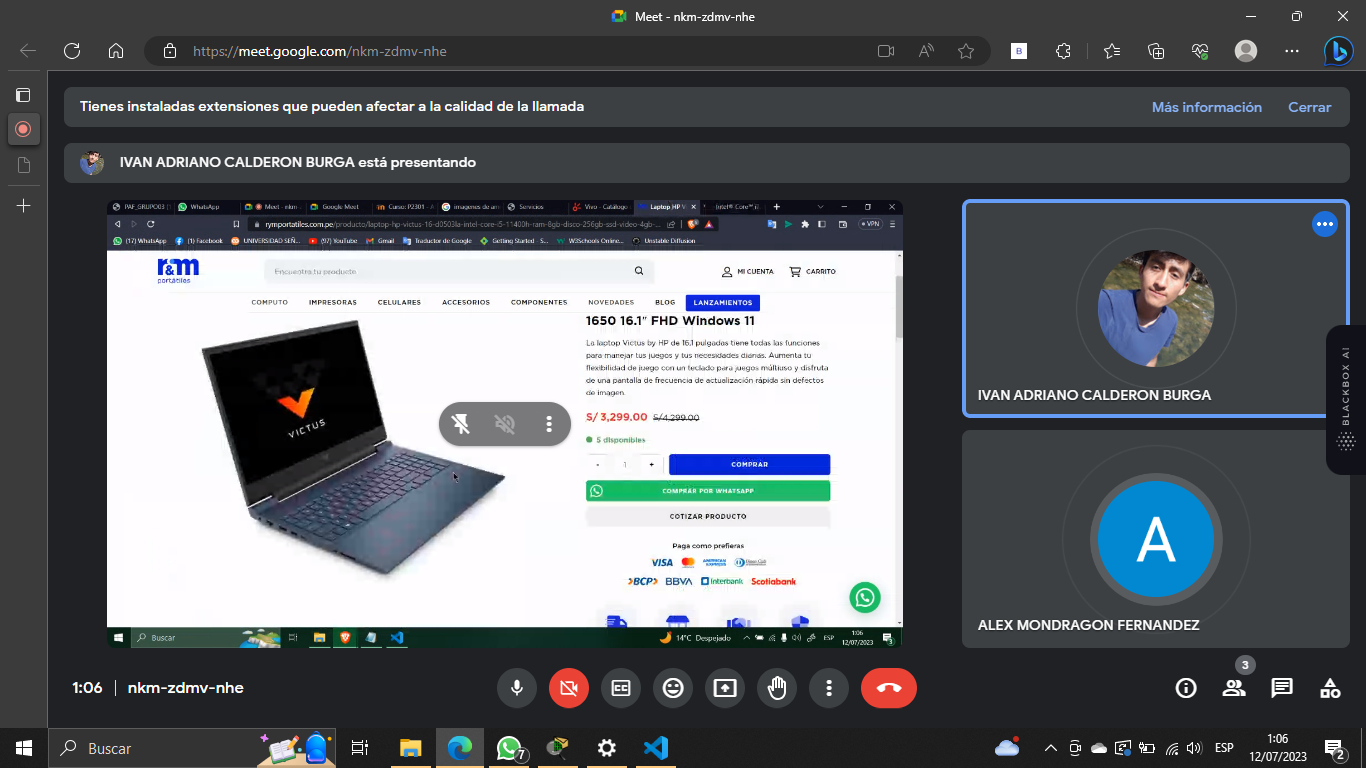 Meet - nkm-zdmv-nhe
https://meet.google.com/nkm-zdmv-nhe
Tienes instaladas extensiones que pueden afectar a la calidad de la llamada
Más información
Cerrar
IVAN ADRIANO CALDERON BURGA está presentando
PAF_GRUPO03
WhatsApp
Meet - nkm
Google Meet
Curso: P2301 - A
imagenes de am
Servicios
Vivo - Catálogo
Laptop HP V
Intel® Core™ i
rymportatiles.com.pe/producto/laptop-hp-victus-16-d0503la-intel-core-i5-11400h-ram-8gb-disco-256gb-ssd-video-4gb-...
VPN
(17) WhatsApp
(1) Facebook
UNIVERSIDAD SEÑ...
(97) YouTube
Gmail
Traductor de Google
Getting Started - S...
W3Schools Online...
Unstable Diffusion
r&m
portátiles
Encuentra tu producto
MI CUENTA
CARRITO
COMPUTO
IMPRESORAS
CELULARES
ACCESORIOS
COMPONENTES
NOVEDADES
BLOG
LANZAMIENTOS
1650 16.1″ FHD Windows 11
La laptop Victus by HP de 16.1 pulgadas tiene todas las funciones
para manejar tus juegos y tus necesidades diarias. Aumenta tu
flexibilidad de juego con un teclado para juegos multiuso y disfruta
de una pantalla de frecuencia de actualización rápida sin defectos
de imagen.
S/ 3,299.00 S/ 4,299.00
5 disponibles
- 1 +
COMPRAR
COMPRAR POR WHATSAPP
COTIZAR PRODUCTO
Paga como prefieras
VISA
AMERICAN EXPRESS
Diners Club
BCP
BBVA
Interbank
Scotiabank
VICTUS
Buscar
14°C Despejado
ESP
1:06
12/07/2023
IVAN ADRIANO CALDERON BURGA
BLACKBOX AI
A
ALEX MONDRAGON FERNANDEZ
1:06
nkm-zdmv-nhe
3
Buscar
7
ESP
1:06
12/07/2023
2